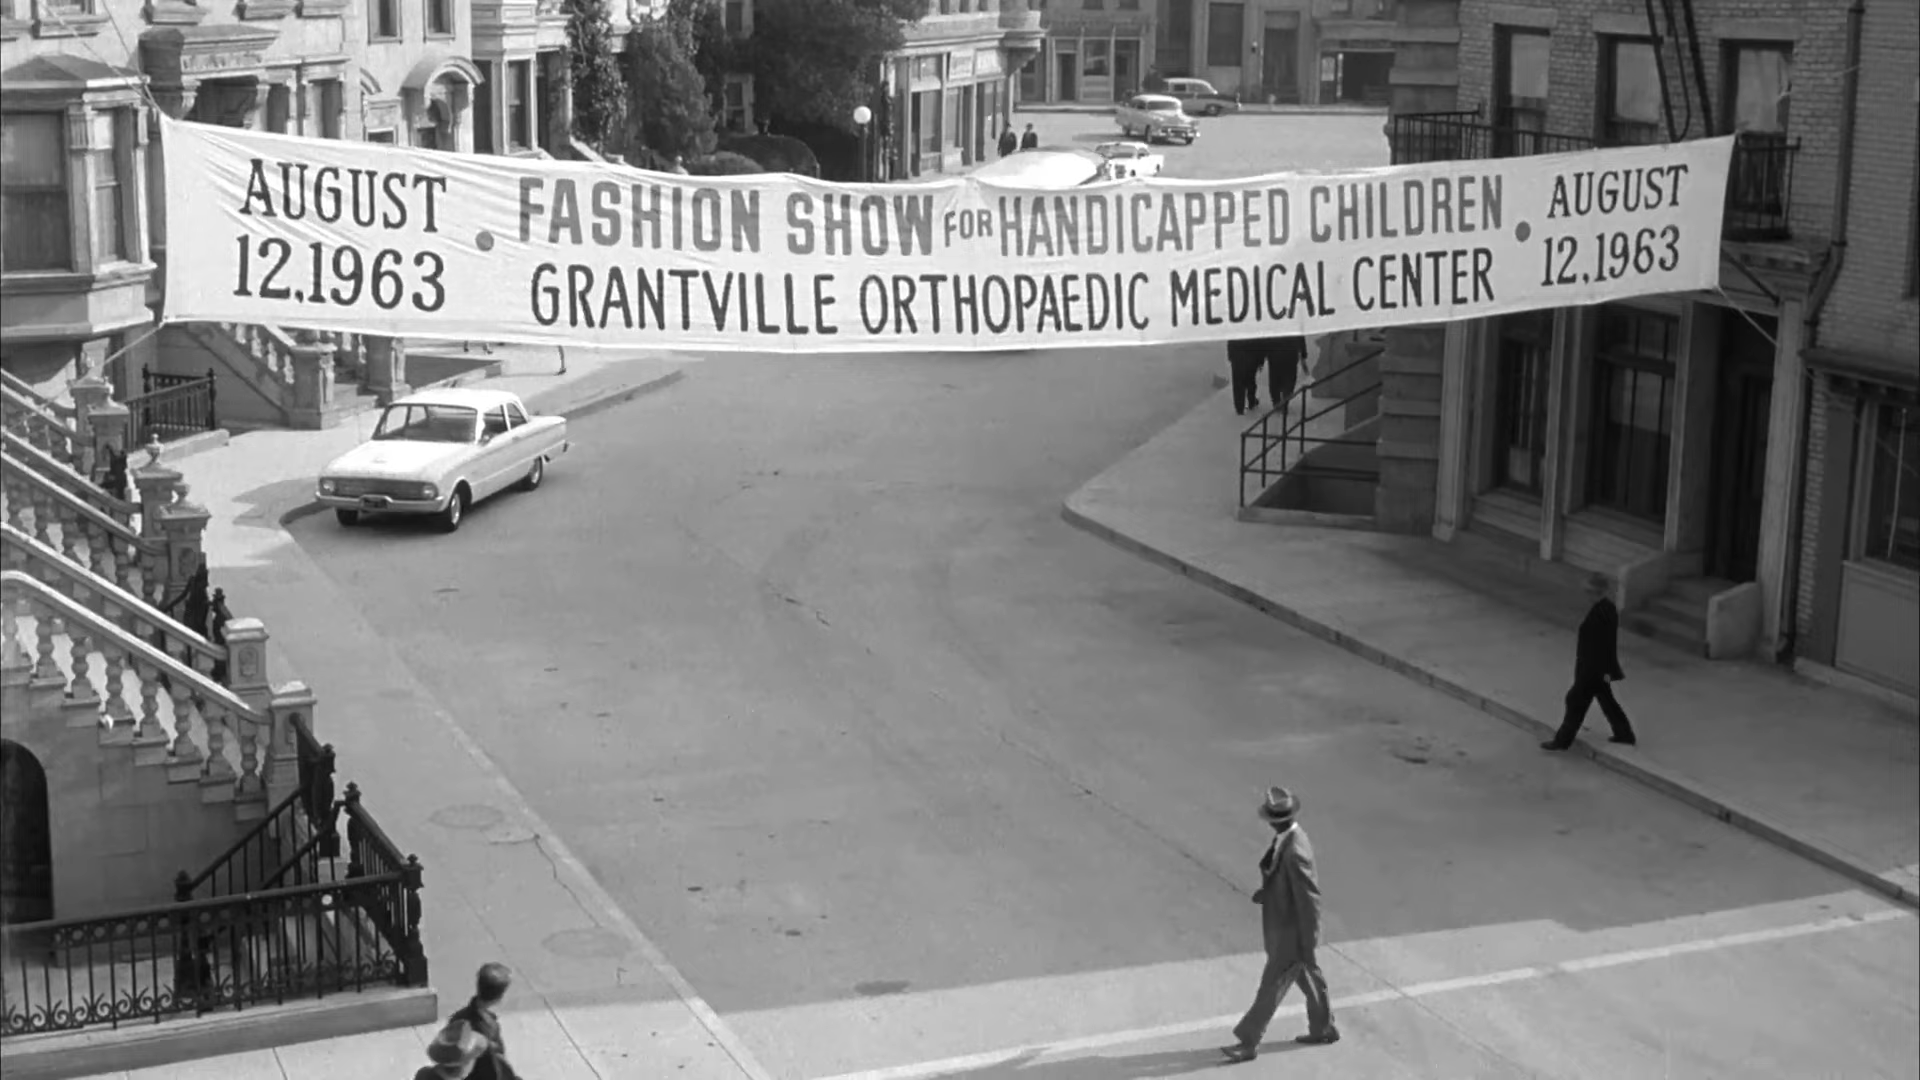 AUGUST
12,1963
• FASHION SHOW FOR HANDICAPPED CHILDREN •
GRANTVILLE ORTHOPAEDIC MEDICAL CENTER
AUGUST
12,1963